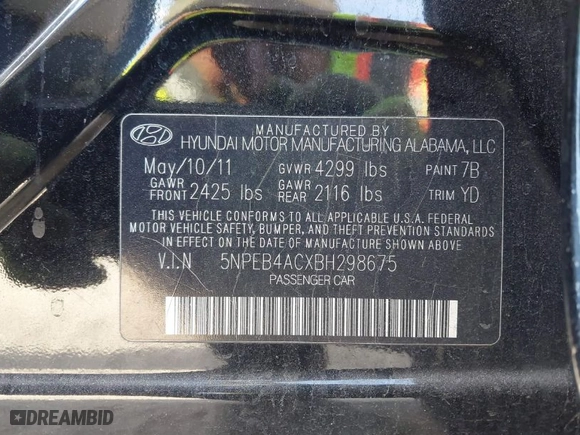 MANUFACTURED BY
HYUNDAI MOTOR MANUFACTURING ALABAMA, LLC
May/10/11 GVWR 4299 lbs PAINT 7B
GAWR FRONT 2425 lbs GAWR REAR 2116 lbs TRIM YD
THIS VEHICLE CONFORMS TO ALL APPLICABLE U.S.A. FEDERAL
MOTOR VEHICLE SAFETY, BUMPER, AND THEFT PREVENTION STANDARDS
IN EFFECT ON THE DATE OF MANUFACTURE SHOWN ABOVE
V.I.N 5NPEB4ACXBH298675
PASSENGER CAR
DREAMBID